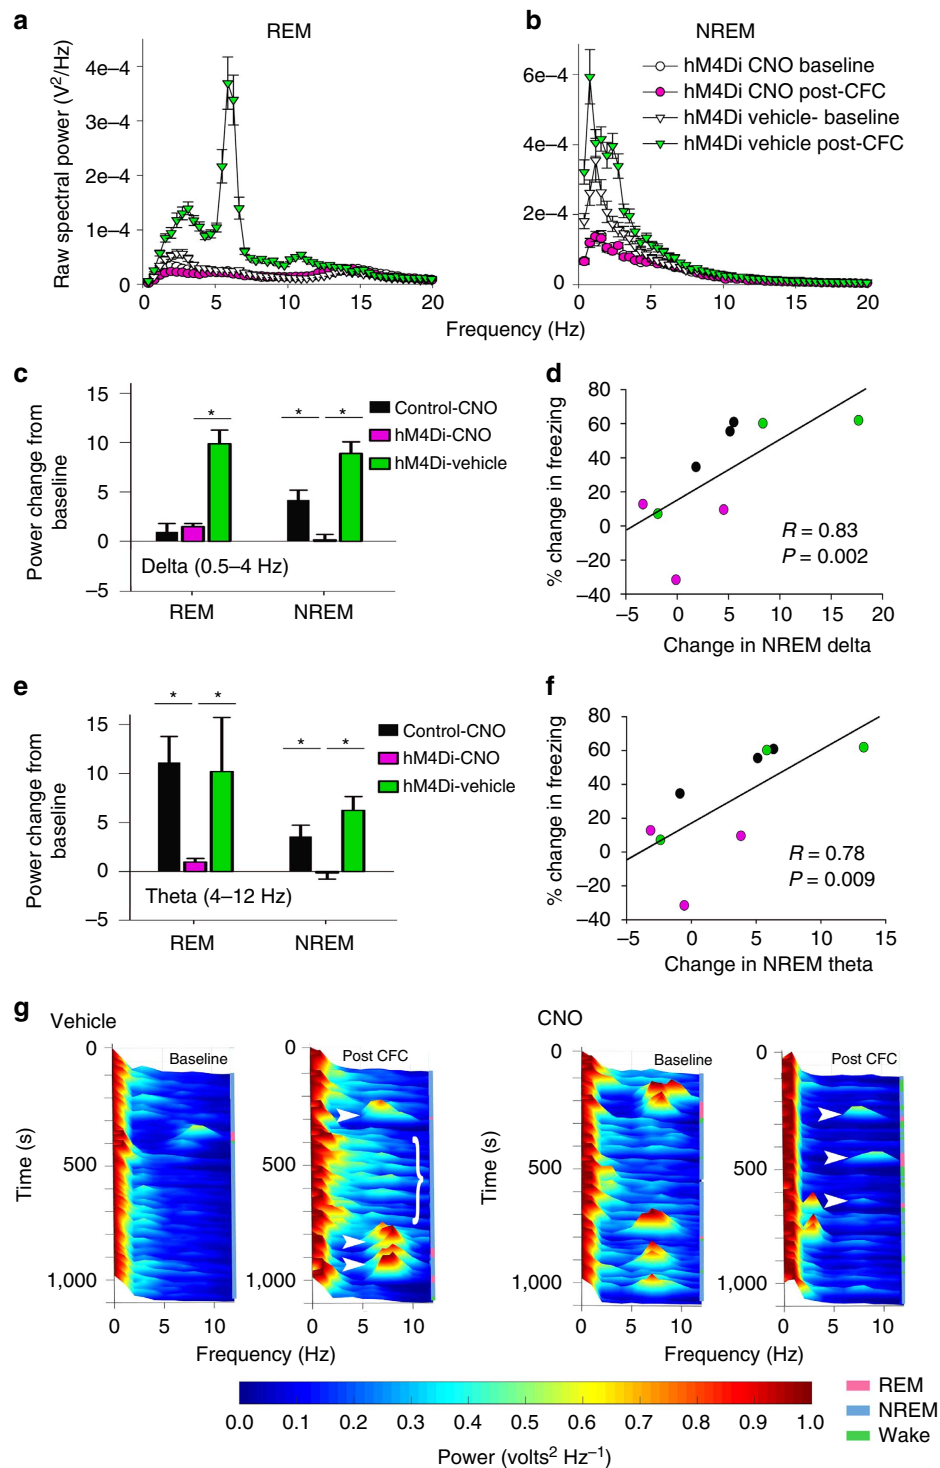 a
REM
Raw spectral power (V2/Hz)
4e–4
3e–4
2e–4
1e–4
0
0 5 10 15 20
b
NREM
6e–4
4e–4
2e–4
0
0 5 10 15 20
hM4Di CNO baseline
hM4Di CNO post-CFC
hM4Di vehicle- baseline
hM4Di vehicle post-CFC
Frequency (Hz)
c
Power change from
baseline
15
10
5
0
–5
* * *
Control-CNO
hM4Di-CNO
hM4Di-vehicle
Delta (0.5–4 Hz)
REM NREM
d
% change in freezing
80
60
40
20
0
–20
–40
R = 0.83
P = 0.002
–5 0 5 10 15 20
Change in NREM delta
e
Power change from
baseline
15
10
5
0
–5
* * * *
Control-CNO
hM4Di-CNO
hM4Di-vehicle
Theta (4–12 Hz)
REM NREM
f
% change in freezing
80
60
40
20
0
–20
–40
R = 0.78
P = 0.009
–5 0 5 10 15
Change in NREM theta
g
Vehicle
Time (s)
0
500
1,000
Baseline
0 5 10
0
500
1,000
Post CFC
0 5 10
Frequency (Hz)
CNO
Time (s)
0
500
1,000
Baseline
0 5 10
0
500
1,000
Post CFC
0 5 10
Frequency (Hz)
0.0 0.1 0.2 0.3 0.4 0.5 0.6 0.7 0.8 0.9 1.0
Power (volts2 Hz–1)
REM
NREM
Wake